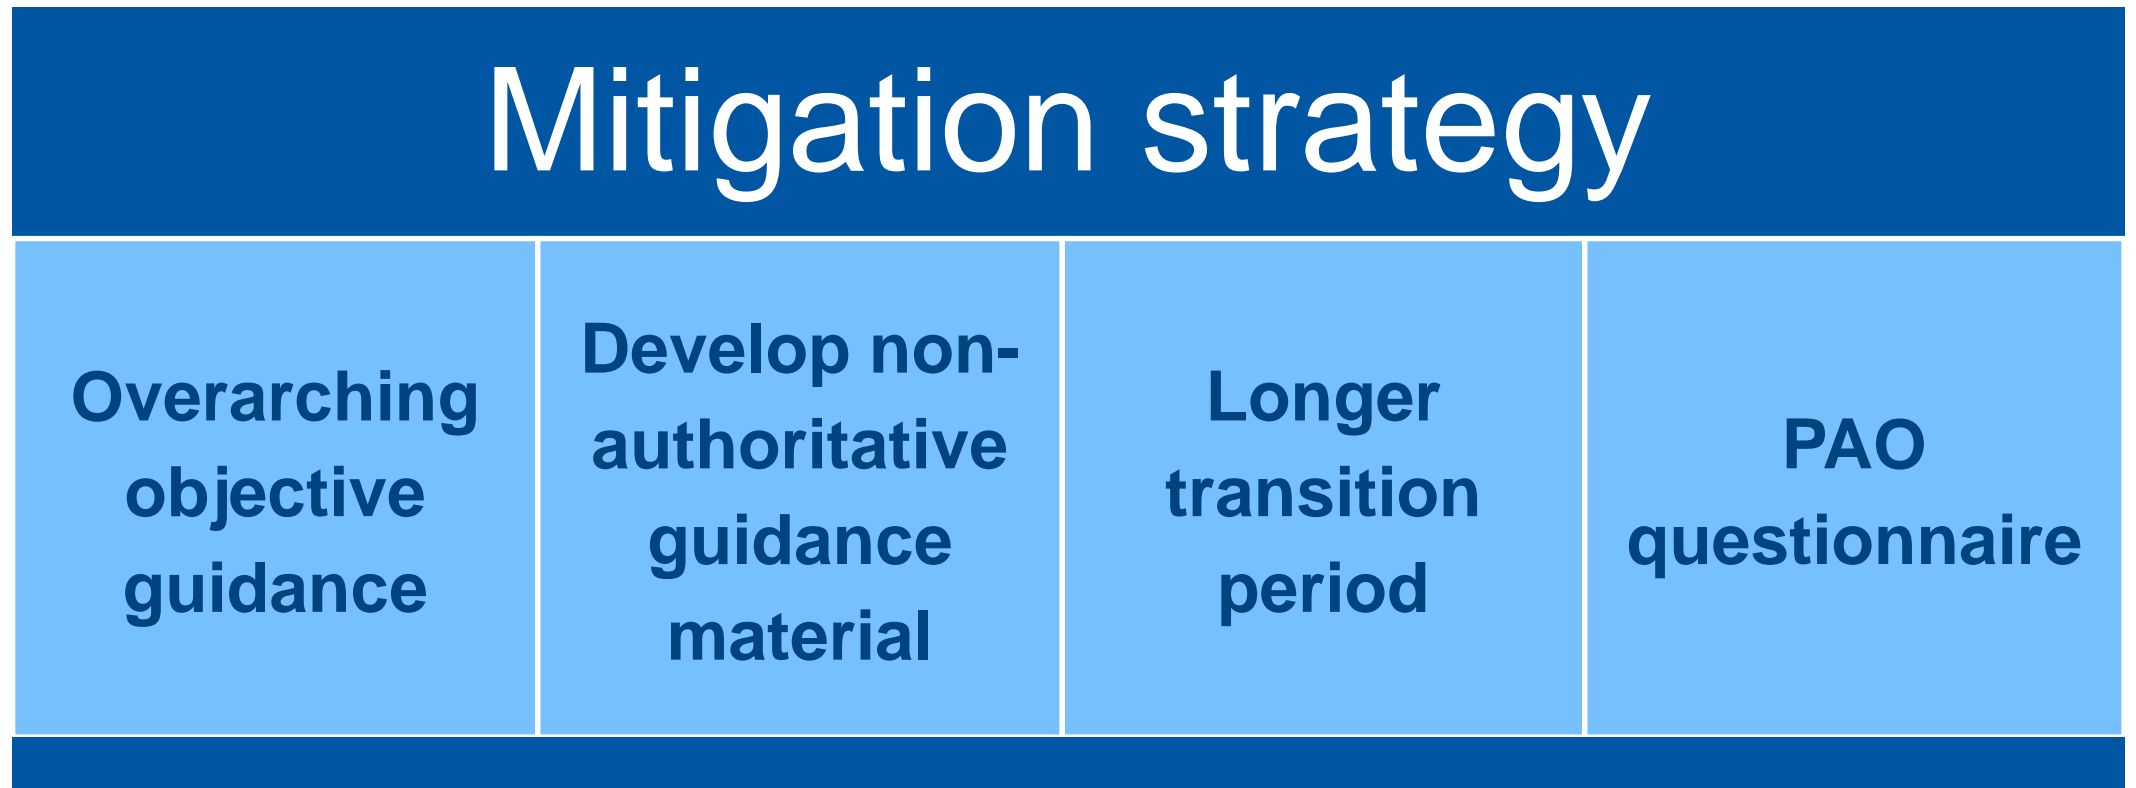 Mitigation strategy
Overarching
objective
guidance
Develop non-
authoritative
guidance
material
Longer
transition
period
PAO
questionnaire